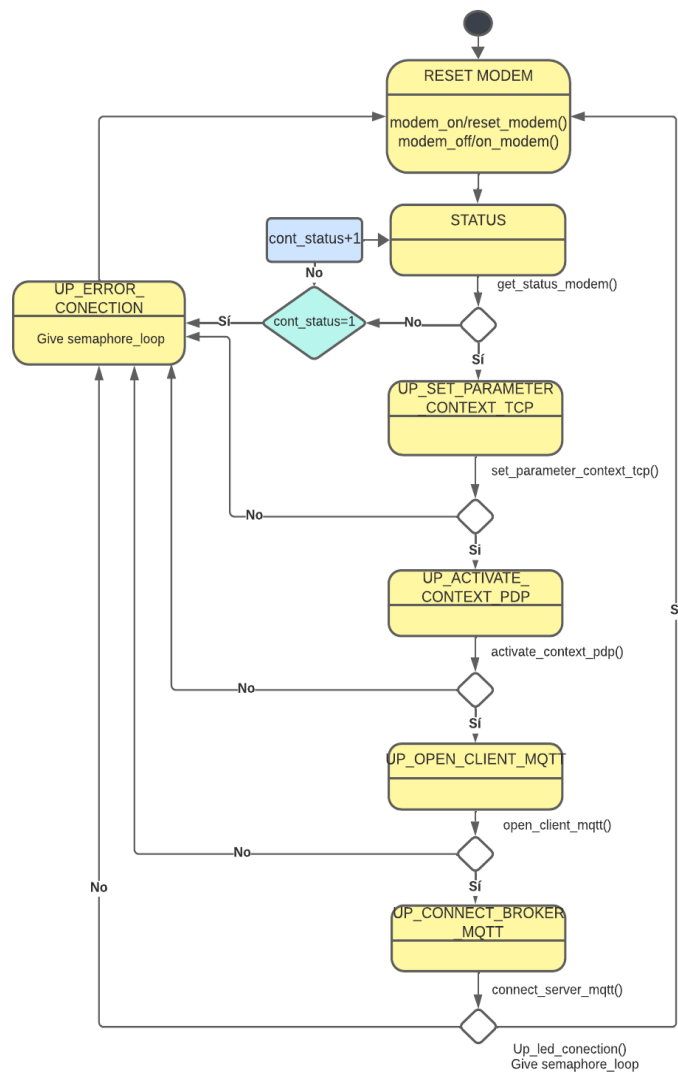 RESET MODEM
modem_on/reset_modem()
modem_off/on_modem()
STATUS
cont_status+1
get_status_modem()
No
UP_ERROR_
CONECTION
Give semaphore_loop
Sí
cont_status=1
No
Sí
UP_SET_PARAMETER
_CONTEXT_TCP
set_parameter_context_tcp()
No
Si
UP_ACTIVATE_
CONTEXT_PDP
S
activate_context_pdp()
No
Sí
UP_OPEN_CLIENT_MQTT
open_client_mqtt()
No
Sí
No
UP_CONNECT_BROKER
_MQTT
connect_server_mqtt()
Up_led_conection()
Give semaphore_loop